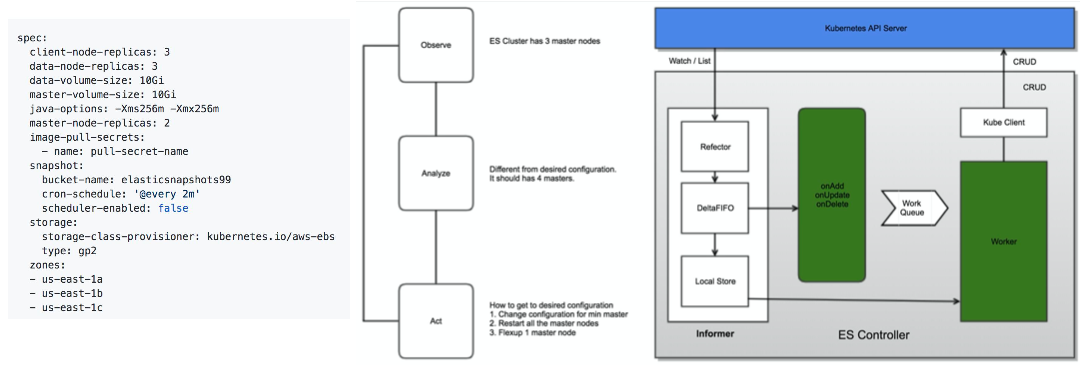 spec:
client-node-replicas: 3
data-node-replicas: 3
data-volume-size: 10Gi
master-volume-size: 10Gi
java-options: -Xms256m -Xmx256m
master-node-replicas: 2
image-pull-secrets:
- name: pull-secret-name
snapshot:
bucket-name: elasticsnapshots99
cron-schedule: '@every 2m'
scheduler-enabled: false
storage:
storage-class-provisioner: kubernetes.io/aws-ebs
type: gp2
zones:
- us-east-1a
- us-east-1b
- us-east-1c
Observe
ES Cluster has 3 master nodes
Analyze
Different from desired configuration.
It should has 4 masters.
Act
How to get to desired configuration
1. Change configuration for min master
2. Restart all the master nodes
3. Flexup 1 master node
Kubernetes API Server
Watch / List
CRUD
CRUD
Refector
DeltaFIFO
Local Store
Informer
onAdd
onUpdate
onDelete
Work
Queue
Kube Client
Worker
ES Controller